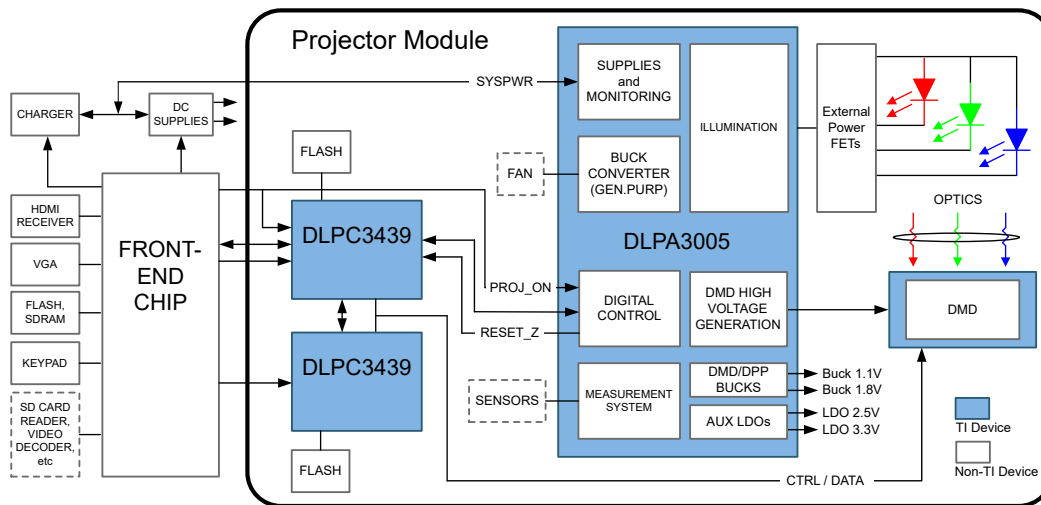 Projector Module
SYSPWR
CHARGER
DC
SUPPLIES
SUPPLIES
and
MONITORING
ILLUMINATION
External
Power
FETs
FLASH
FAN
BUCK
CONVERTER
(GEN.PURP)
HDMI
RECEIVER
VGA
FLASH,
SDRAM
KEYPAD
SD CARD
READER,
VIDEO
DECODER,
etc
FRONT-
END
CHIP
DLPC3439
DLPC3439
FLASH
DLPA3005
PROJ_ON
RESET_Z
DIGITAL
CONTROL
DMD HIGH
VOLTAGE
GENERATION
OPTICS
DMD
SENSORS
MEASUREMENT
SYSTEM
DMD/DPP
BUCKS
AUX LDOs
Buck 1.1V
Buck 1.8V
LDO 2.5V
LDO 3.3V
CTRL / DATA
TI Device
Non-TI Device